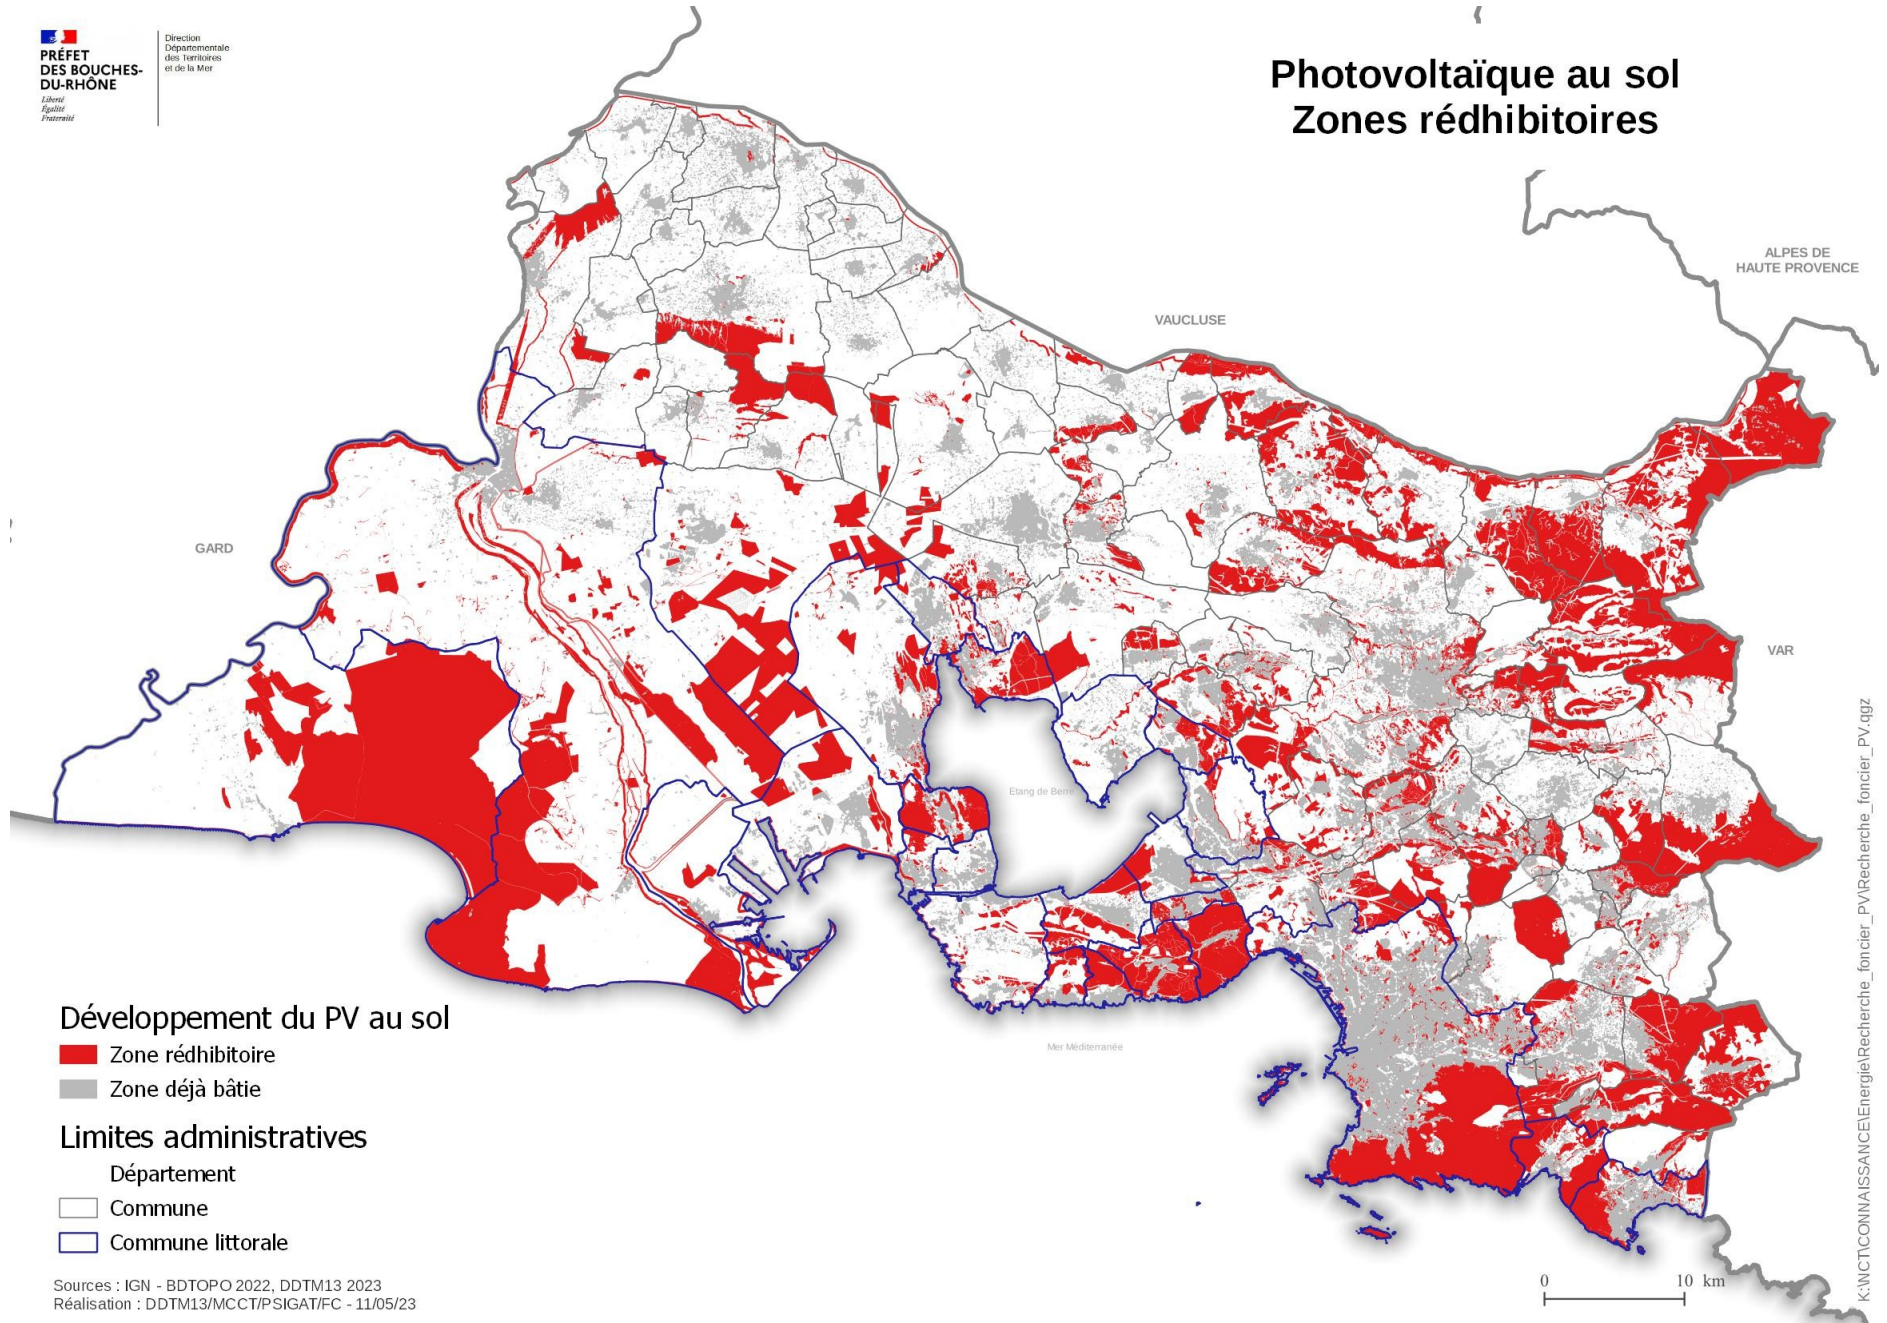 PRÉFET
DES BOUCHES-
DU-RHÔNE
Liberté
Égalité
Fraternité
Direction
Départementale
des Territoires
et de la Mer
Photovoltaïque au sol
Zones rédhibitoires
ALPES DE
HAUTE PROVENCE
VAUCLUSE
GARD
VAR
Etang de Berre
Mer Méditerranée
Développement du PV au sol
Zone rédhibitoire
Zone déjà bâtie
Limites administratives
Département
Commune
Commune littorale
Sources : IGN - BDTOPO 2022, DDTM13 2023
Réalisation : DDTM13/MCCT/PSIGAT/FC - 11/05/23
0 10 km
K:\NCT\CONNAISSANCE\Energie\Recherche_foncier_PV\Recherche_foncier_PV.qgz